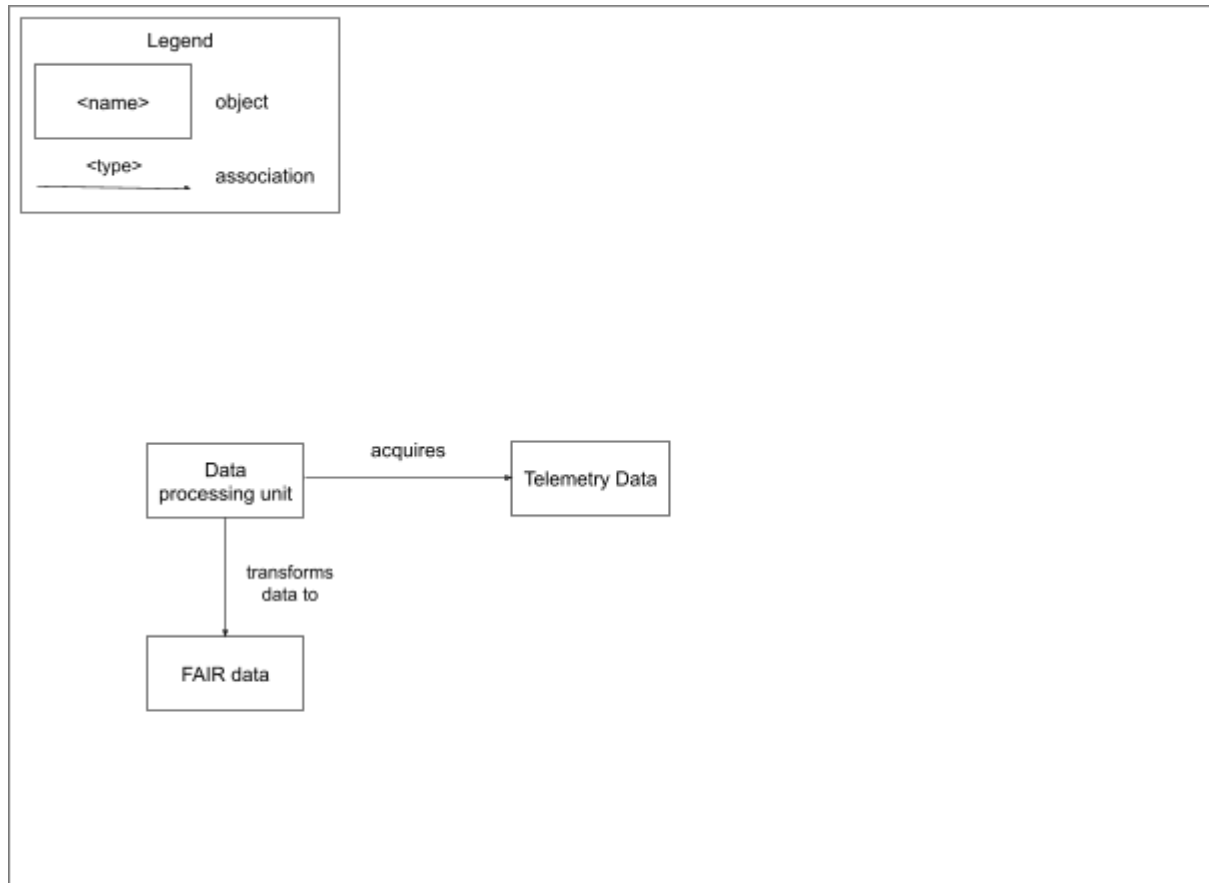 Legend
<name>
object
<type>
association
acquires
Data
processing unit
Telemetry Data
transforms
data to
FAIR data